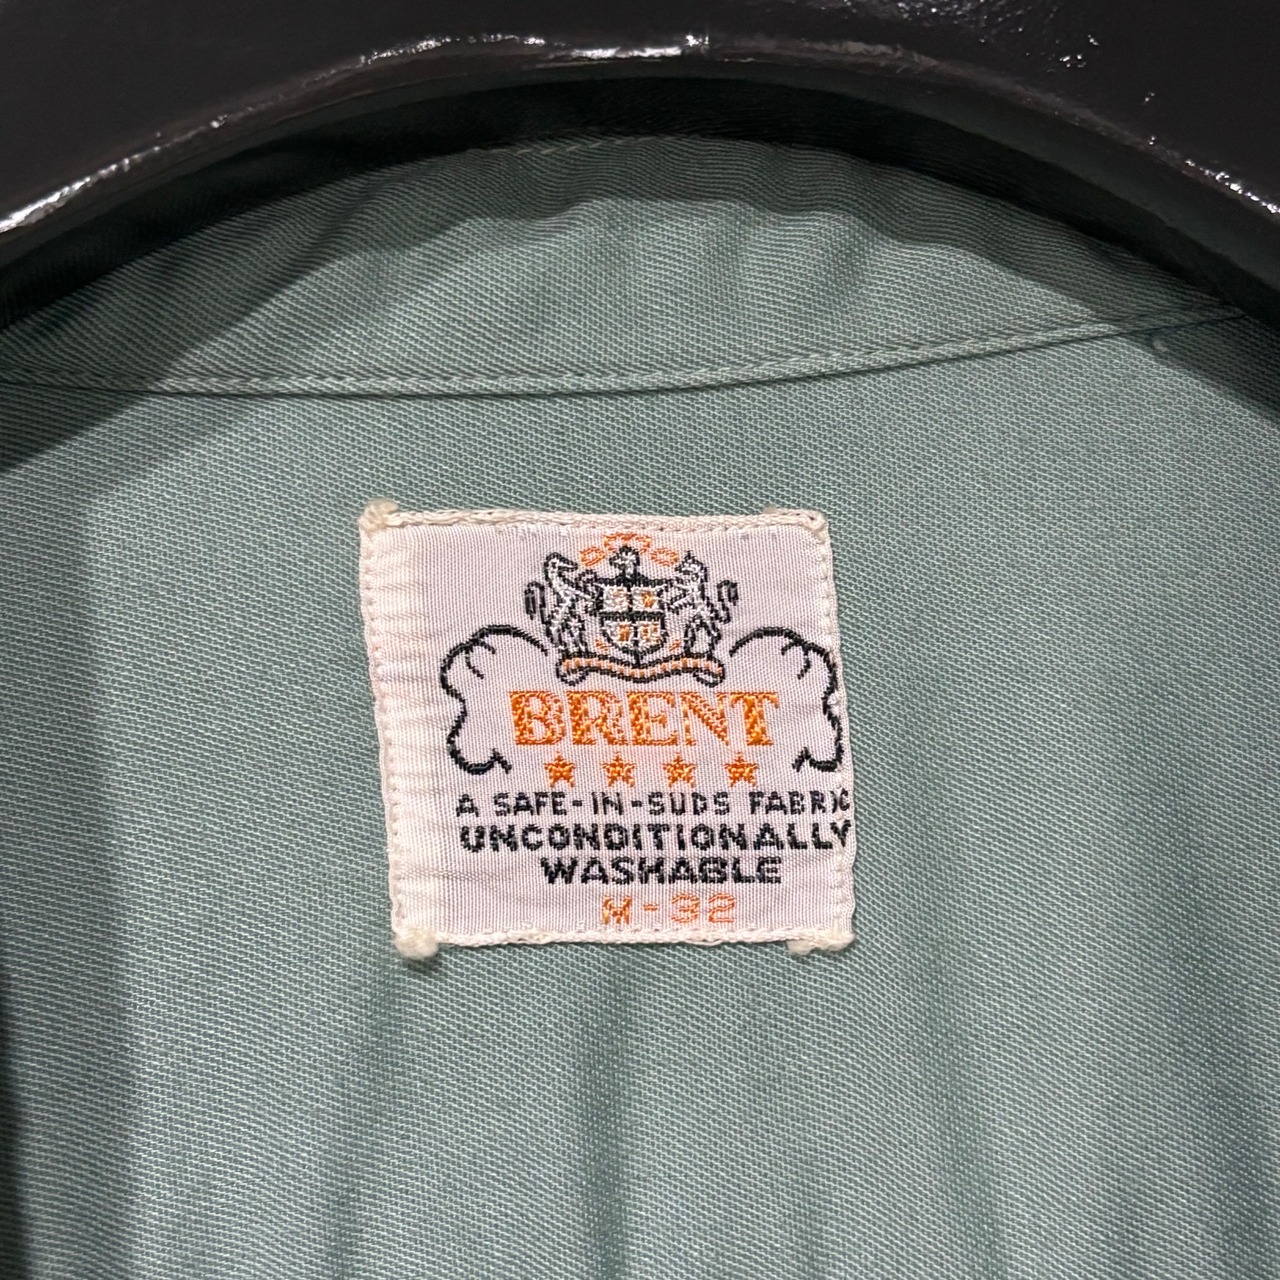 BRENT
A SAFE-IN-SUDS FABRIC
UNCONDITIONALLY
WASHABLE
M-32